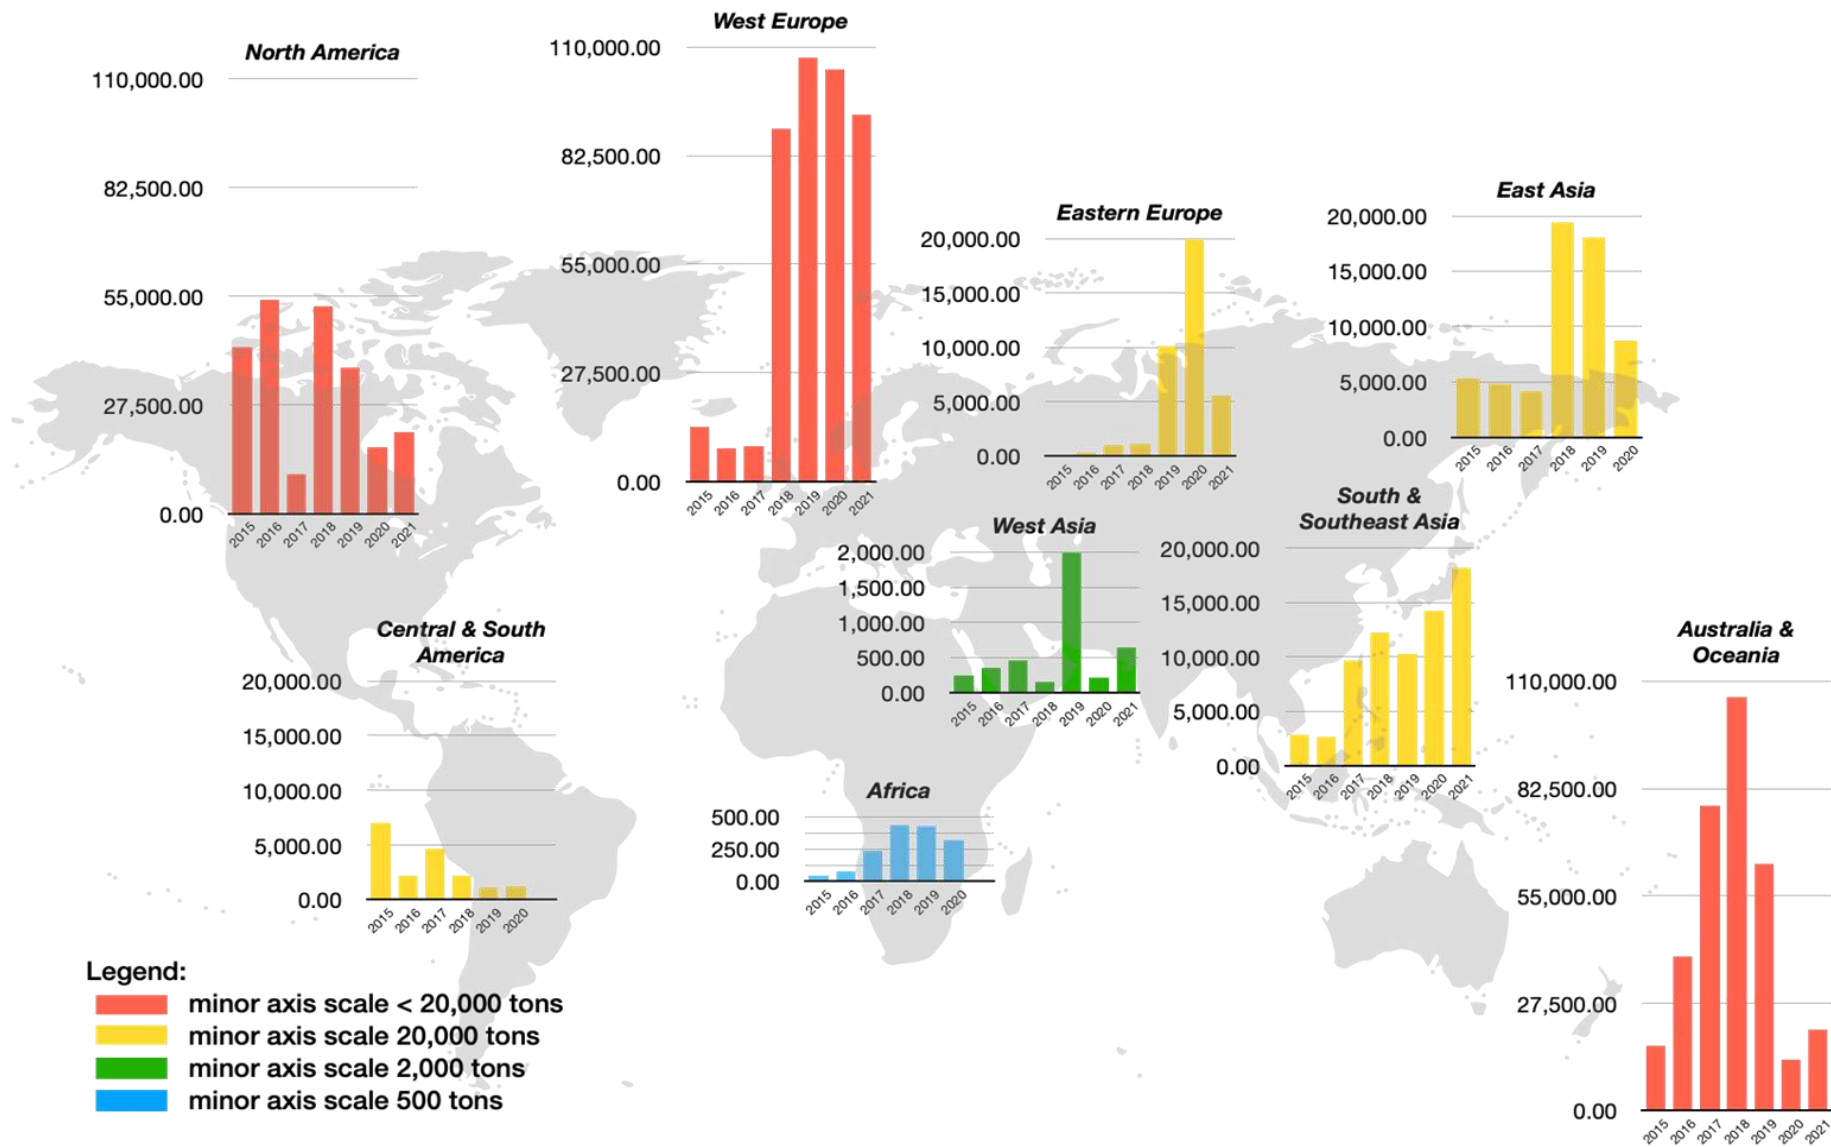 North America
110,000.00
82,500.00
55,000.00
27,500.00
0.00
2015 2016 2017 2018 2019 2020 2021
West Europe
110,000.00
82,500.00
55,000.00
27,500.00
0.00
2015 2016 2017 2018 2019 2020 2021
Eastern Europe
20,000.00
15,000.00
10,000.00
5,000.00
0.00
2015 2016 2017 2018 2019 2020 2021
East Asia
20,000.00
15,000.00
10,000.00
5,000.00
0.00
2015 2016 2017 2018 2019 2020
West Asia
2,000.00
1,500.00
1,000.00
500.00
0.00
2015 2016 2017 2018 2019 2020 2021
South &
Southeast Asia
20,000.00
15,000.00
10,000.00
5,000.00
0.00
2015 2016 2017 2018 2019 2020 2021
Central & South
America
20,000.00
15,000.00
10,000.00
5,000.00
0.00
2015 2016 2017 2018 2019 2020
Africa
500.00
250.00
0.00
2015 2016 2017 2018 2019 2020
Australia &
Oceania
110,000.00
82,500.00
55,000.00
27,500.00
0.00
2015 2016 2017 2018 2019 2020 2021
Legend:
minor axis scale < 20,000 tons
minor axis scale 20,000 tons
minor axis scale 2,000 tons
minor axis scale 500 tons